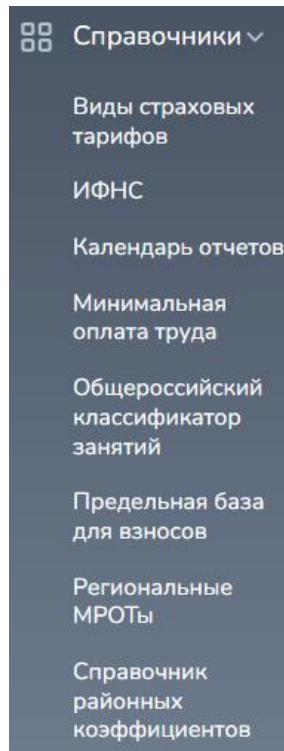 Справочники
Виды страховых
тарифов
ИФНС
Календарь отчетов
Минимальная
оплата труда
Общероссийский
классификатор
занятий
Предельная база
для взносов
Региональные
МРОТы
Справочник
районных
коэффициентов